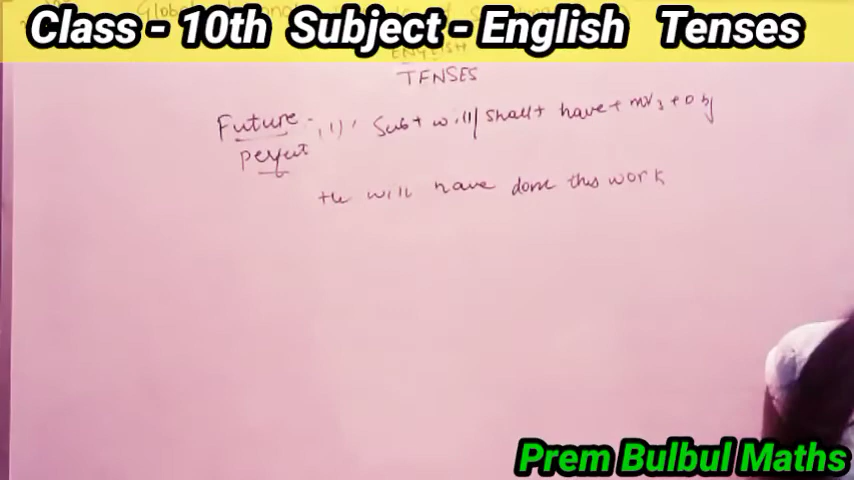 Class - 10th Subject - English Tenses
ENGLISH
TENSES
Future - (1) Sub+ will/shall+ have+ mv3 +obj
Perfect
He will have done this work
Prem Bulbul Maths